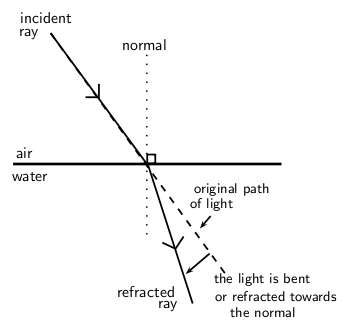 incident
ray
normal
air
water
original path
of light
the light is bent
or refracted towards
the normal
refracted
ray